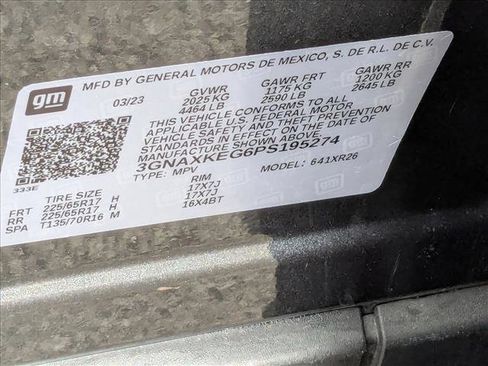 MFD BY GENERAL MOTORS DE MEXICO, S. DE R.L. DE C.V.
gm
03/23 GVWR GAWR FRT GAWR RR
2025 KG 1175 KG 1200 KG
4464 LB 2590 LB 2645 LB
THIS VEHICLE CONFORMS TO ALL
APPLICABLE U.S. FEDERAL MOTOR
VEHICLE SAFETY AND THEFT PREVENTION
STANDARDS IN EFFECT ON THE DATE OF
MANUFACTURE SHOWN ABOVE.
3GNAXKEG6PS195274
TYPE: MPV MODEL: 641XR26
333E
TIRE SIZE RIM
FRT 225/65R17 H 17X7J
RR 225/65R17 H 17X7J
SPA T135/70R16 M 16X4BT